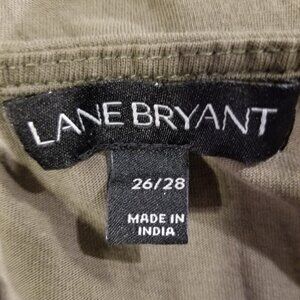 LANE BRYANT
26/28
MADE IN
INDIA